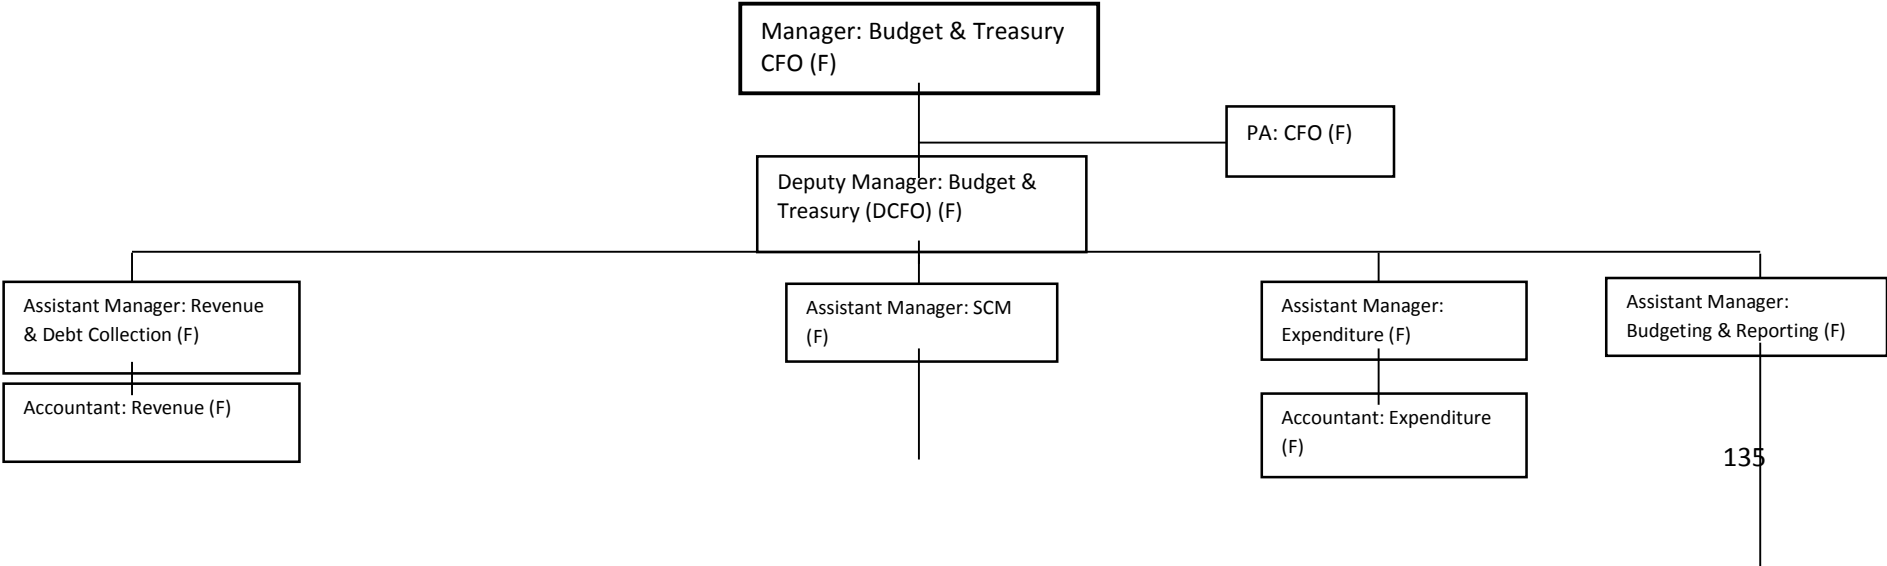 Manager: Budget & Treasury
CFO (F)
PA: CFO (F)
Deputy Manager: Budget &
Treasury (DCFO) (F)
Assistant Manager: Revenue
& Debt Collection (F)
Assistant Manager: SCM
(F)
Assistant Manager:
Expenditure (F)
Assistant Manager:
Budgeting & Reporting (F)
Accountant: Revenue (F)
Accountant: Expenditure
(F)
135